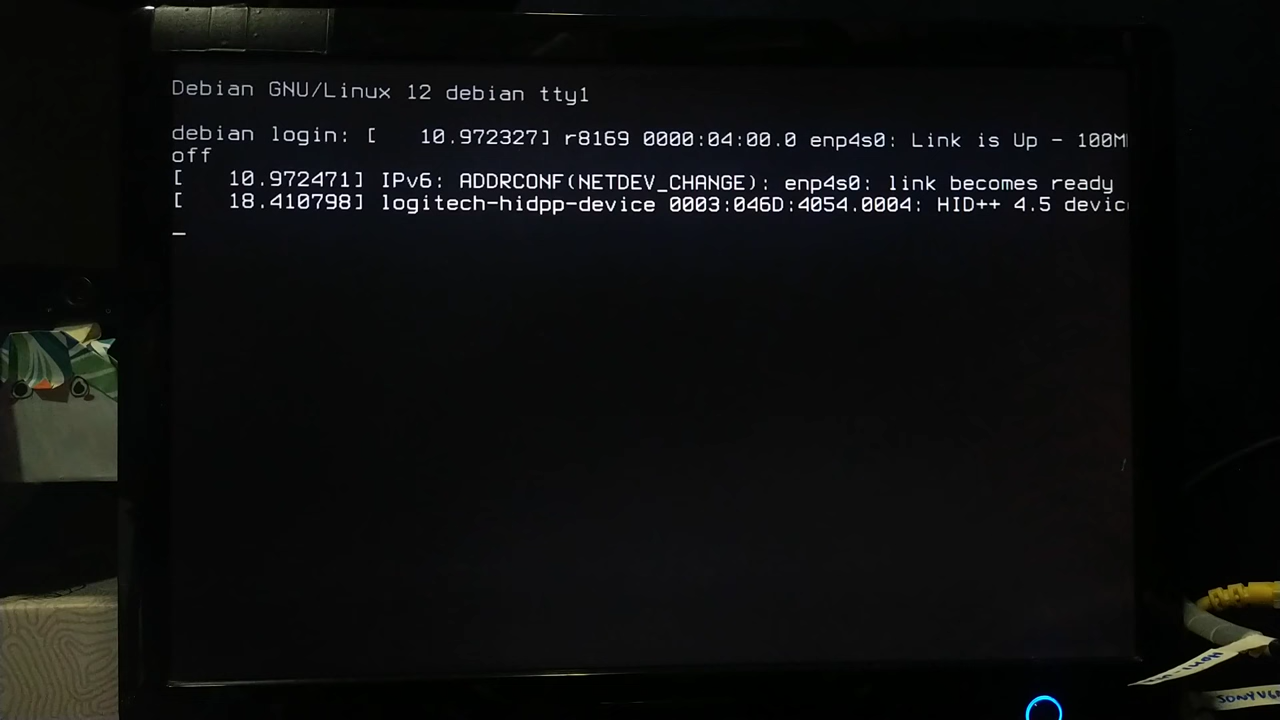 Debian GNU/Linux 12 debian tty1
debian login: [   10.972327] r8169 0000:04:00.0 enp4s0: Link is Up - 100M
off
[   10.972471] IPv6: ADDRCONF(NETDEV_CHANGE): enp4s0: link becomes ready
[   18.410798] logitech-hidpp-device 0003:046D:4054.0004: HID++ 4.5 devic
_